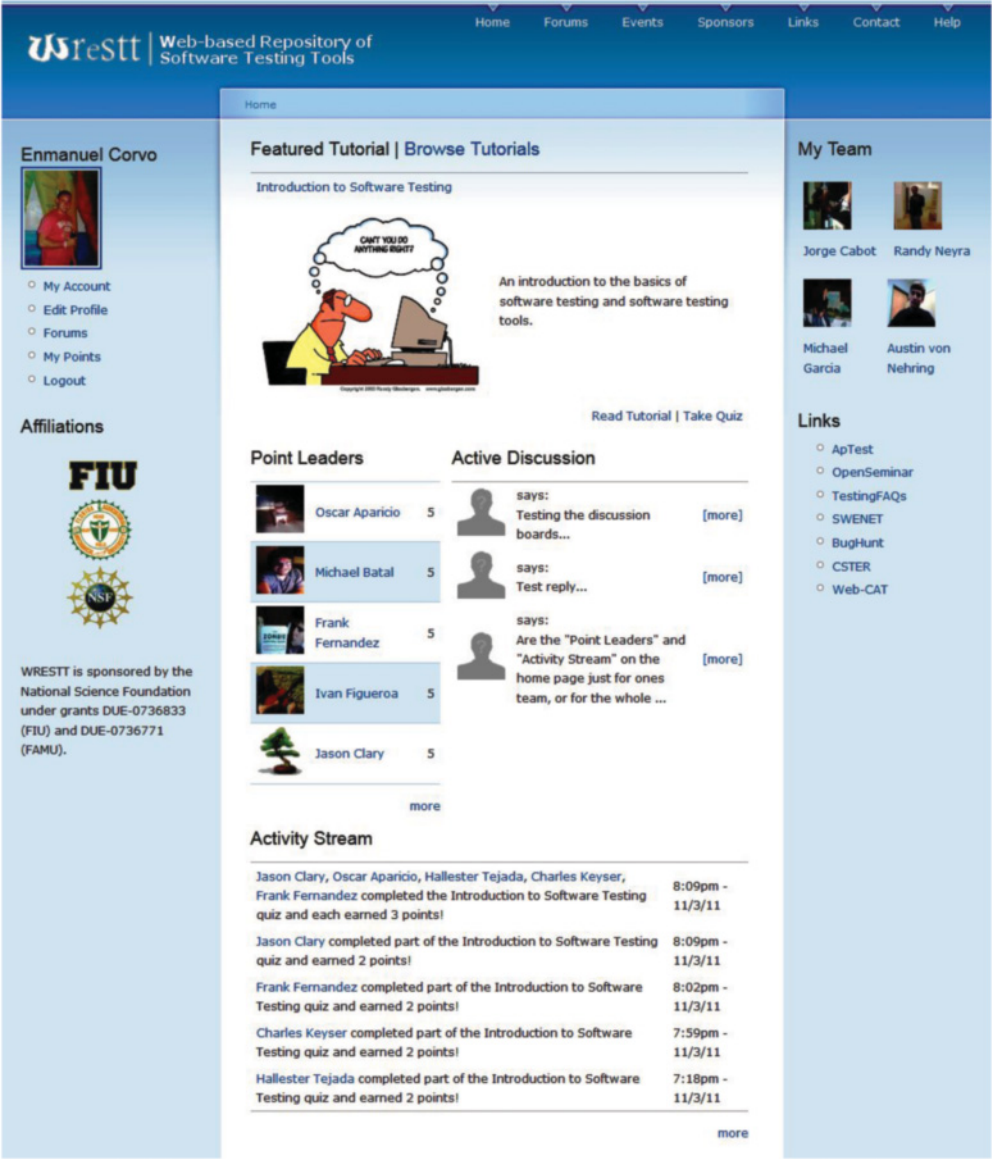 Home Forums Events Sponsors Links Contact Help
Wrestt | Web-based Repository of
Software Testing Tools
Home
Enmanuel Corvo
My Account
Edit Profile
Forums
My Points
Logout
Affiliations
FIU
NSF
WRESTT is sponsored by the
National Science Foundation
under grants DUE-0736833
(FIU) and DUE-0736771
(FAMU).
Featured Tutorial | Browse Tutorials
Introduction to Software Testing
CAN'T YOU DO
ANYTHING RIGHT?
An introduction to the basics of
software testing and software testing
tools.
Copyright 2003 Randy Glasbergen. www.glasbergen.com
Read Tutorial | Take Quiz
Point Leaders
Oscar Aparicio 5
Michael Batal 5
Frank
Fernandez 5
Ivan Figueroa 5
Jason Clary 5
more
Active Discussion
says:
Testing the discussion
boards... [more]
says:
Test reply... [more]
says:
Are the "Point Leaders" and
"Activity Stream" on the
home page just for ones [more]
team, or for the whole ...
Activity Stream
Jason Clary, Oscar Aparicio, Hallester Tejada, Charles Keyser,
Frank Fernandez completed the Introduction to Software Testing
quiz and each earned 3 points!
8:09pm -
11/3/11
Jason Clary completed part of the Introduction to Software Testing
quiz and earned 2 points!
8:09pm -
11/3/11
Frank Fernandez completed part of the Introduction to Software
Testing quiz and earned 2 points!
8:02pm -
11/3/11
Charles Keyser completed part of the Introduction to Software
Testing quiz and earned 2 points!
7:59pm -
11/3/11
Hallester Tejada completed part of the Introduction to Software
Testing quiz and earned 2 points!
7:18pm -
11/3/11
more
My Team
Jorge Cabot
Randy Neyra
Michael
Garcia
Austin von
Nehring
Links
ApTest
OpenSeminar
TestingFAQs
SWENET
BugHunt
CSTER
Web-CAT